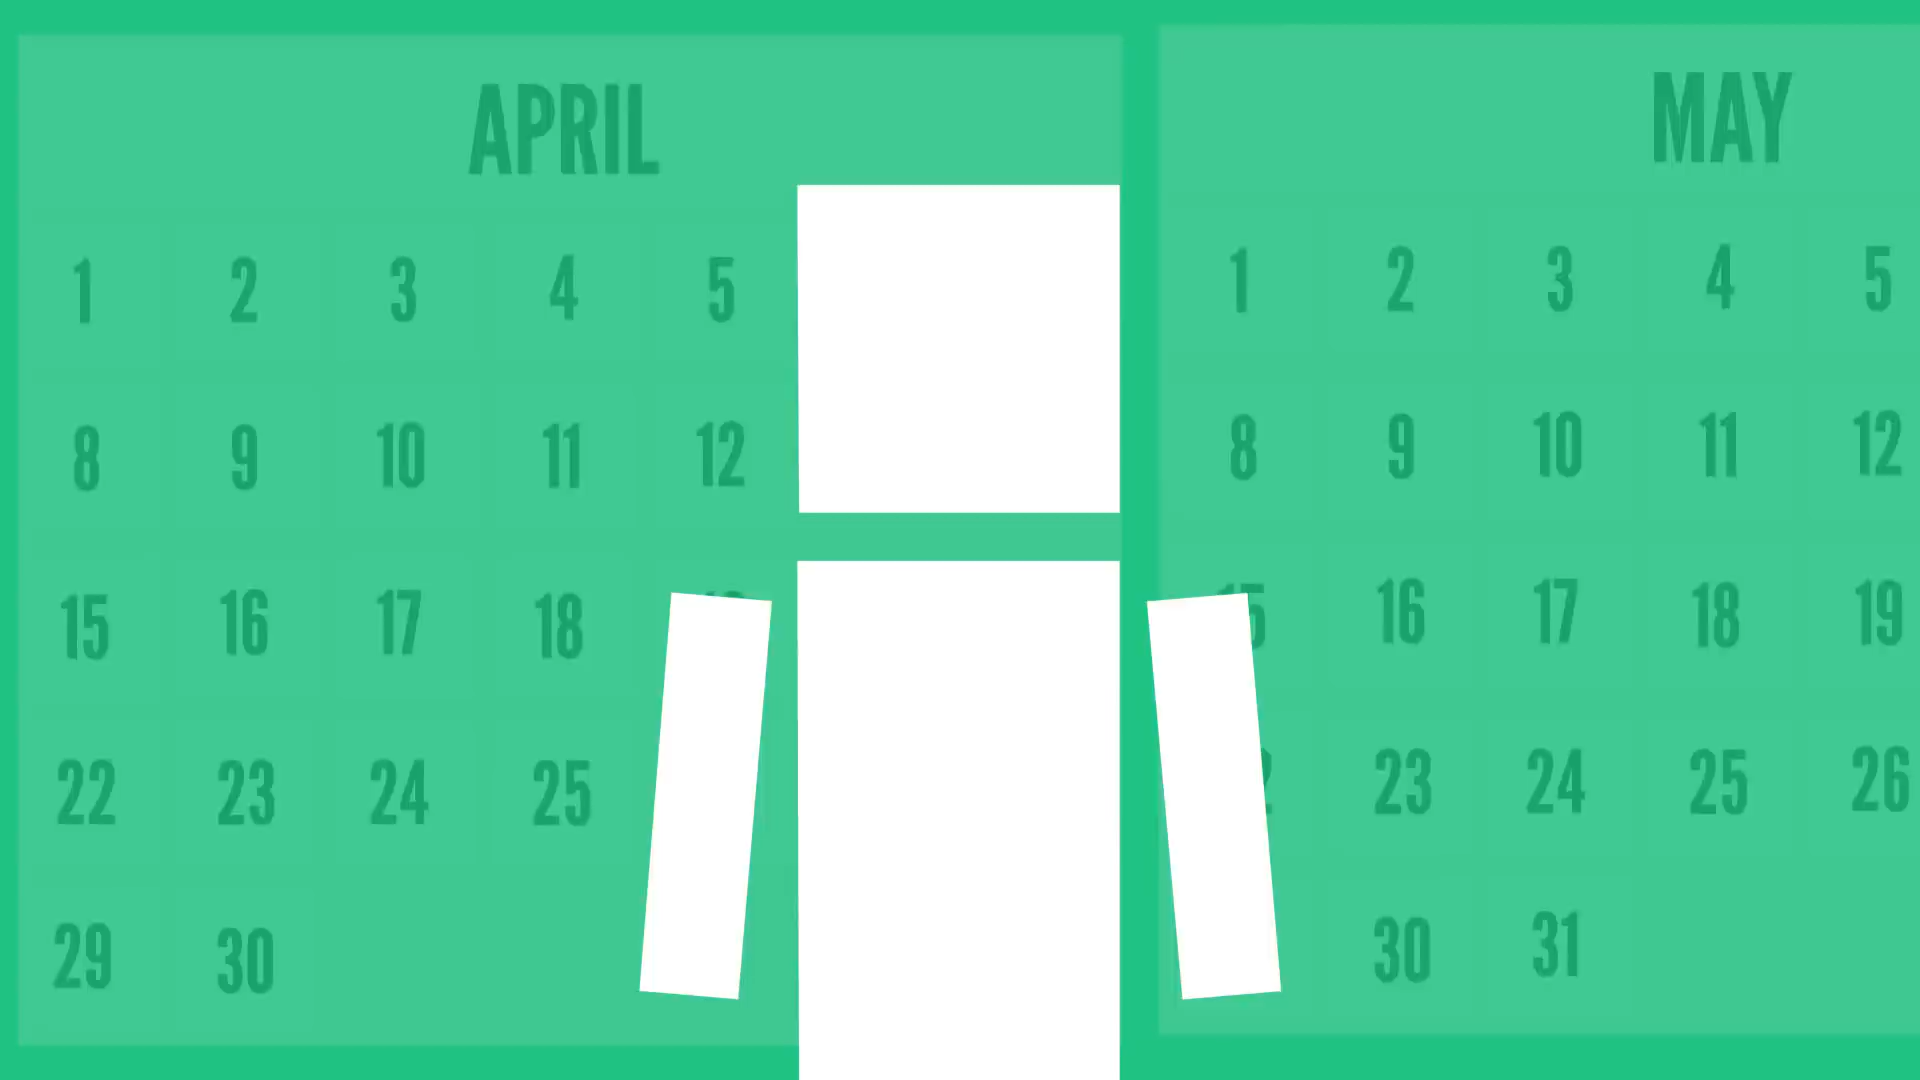 APRIL
1 2 3 4 5
8 9 10 11 12
15 16 17 18
22 23 24 25
29 30
MAY
1 2 3 4 5
8 9 10 11 12
16 17 18 19
23 24 25 26
30 31